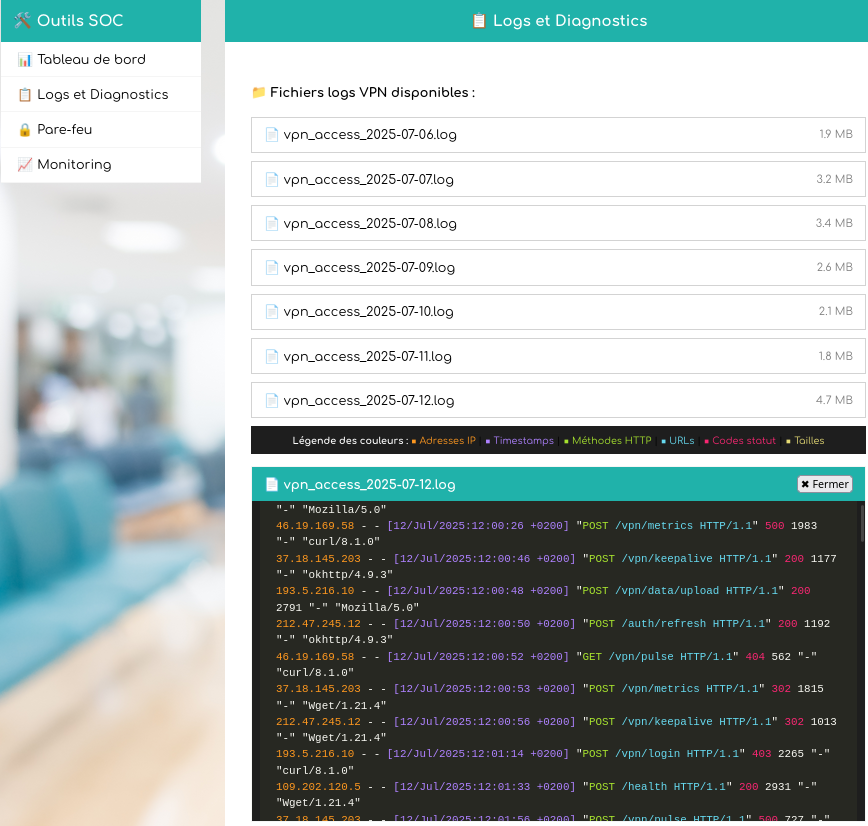 🛠️ Outils SOC
📊 Tableau de bord
📋 Logs et Diagnostics
🔒 Pare-feu
📈 Monitoring
📋 Logs et Diagnostics
📁 Fichiers logs VPN disponibles :
📄 vpn_access_2025-07-06.log 1.9 MB
📄 vpn_access_2025-07-07.log 3.2 MB
📄 vpn_access_2025-07-08.log 3.4 MB
📄 vpn_access_2025-07-09.log 2.6 MB
📄 vpn_access_2025-07-10.log 2.1 MB
📄 vpn_access_2025-07-11.log 1.8 MB
📄 vpn_access_2025-07-12.log 4.7 MB
Légende des couleurs : ■ Adresses IP | ■ Timestamps | ■ Méthodes HTTP | ■ URLs | ■ Codes statut | ■ Tailles
📄 vpn_access_2025-07-12.log ✖ Fermer
"-" "Mozilla/5.0"
46.19.169.58 - - [12/Jul/2025:12:00:26 +0200] "POST /vpn/metrics HTTP/1.1" 500 1983
"-" "curl/8.1.0"
37.18.145.203 - - [12/Jul/2025:12:00:46 +0200] "POST /vpn/keepalive HTTP/1.1" 200 1177
"-" "okhttp/4.9.3"
193.5.216.10 - - [12/Jul/2025:12:00:48 +0200] "POST /vpn/data/upload HTTP/1.1" 200
2791 "-" "Mozilla/5.0"
212.47.245.12 - - [12/Jul/2025:12:00:50 +0200] "POST /auth/refresh HTTP/1.1" 200 1192
"-" "okhttp/4.9.3"
46.19.169.58 - - [12/Jul/2025:12:00:52 +0200] "GET /vpn/pulse HTTP/1.1" 404 562 "-"
"curl/8.1.0"
37.18.145.203 - - [12/Jul/2025:12:00:53 +0200] "POST /vpn/metrics HTTP/1.1" 302 1815
"-" "Wget/1.21.4"
212.47.245.12 - - [12/Jul/2025:12:00:56 +0200] "POST /vpn/keepalive HTTP/1.1" 302 1013
"-" "Wget/1.21.4"
193.5.216.10 - - [12/Jul/2025:12:01:14 +0200] "POST /vpn/login HTTP/1.1" 403 2265 "-"
"curl/8.1.0"
109.202.120.5 - - [12/Jul/2025:12:01:33 +0200] "POST /health HTTP/1.1" 200 2931 "-"
"Wget/1.21.4"
37.18.145.203 - - [12/Jul/2025:12:01:56 +0200] "POST /vpn/pulse HTTP/1.1" 500 727 "-"